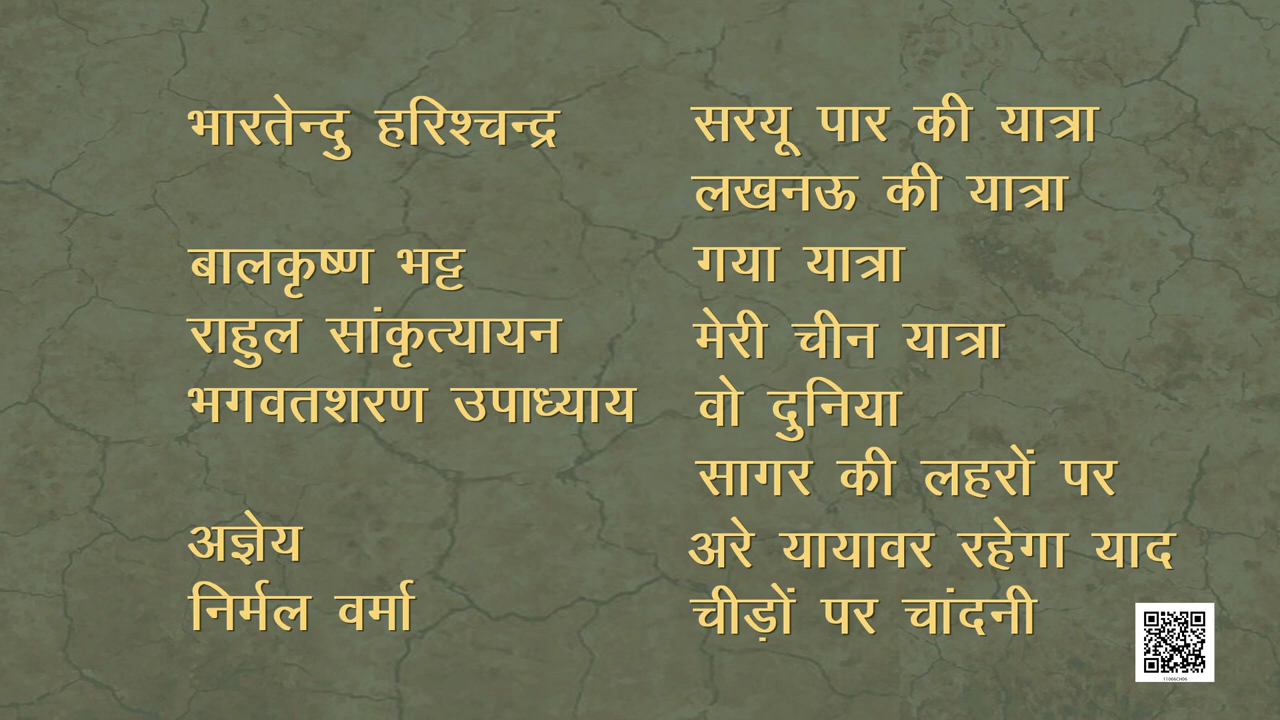 भारतेन्दु हरिश्चन्द्र सरयू पार की यात्रा
लखनऊ की यात्रा
बालकृष्ण भट्ट गया यात्रा
राहुल सांकृत्यायन मेरी चीन यात्रा
भगवतशरण उपाध्याय वो दुनिया
सागर की लहरों पर
अज्ञेय अरे यायावर रहेगा याद
निर्मल वर्मा चीड़ों पर चांदनी
11066CH06